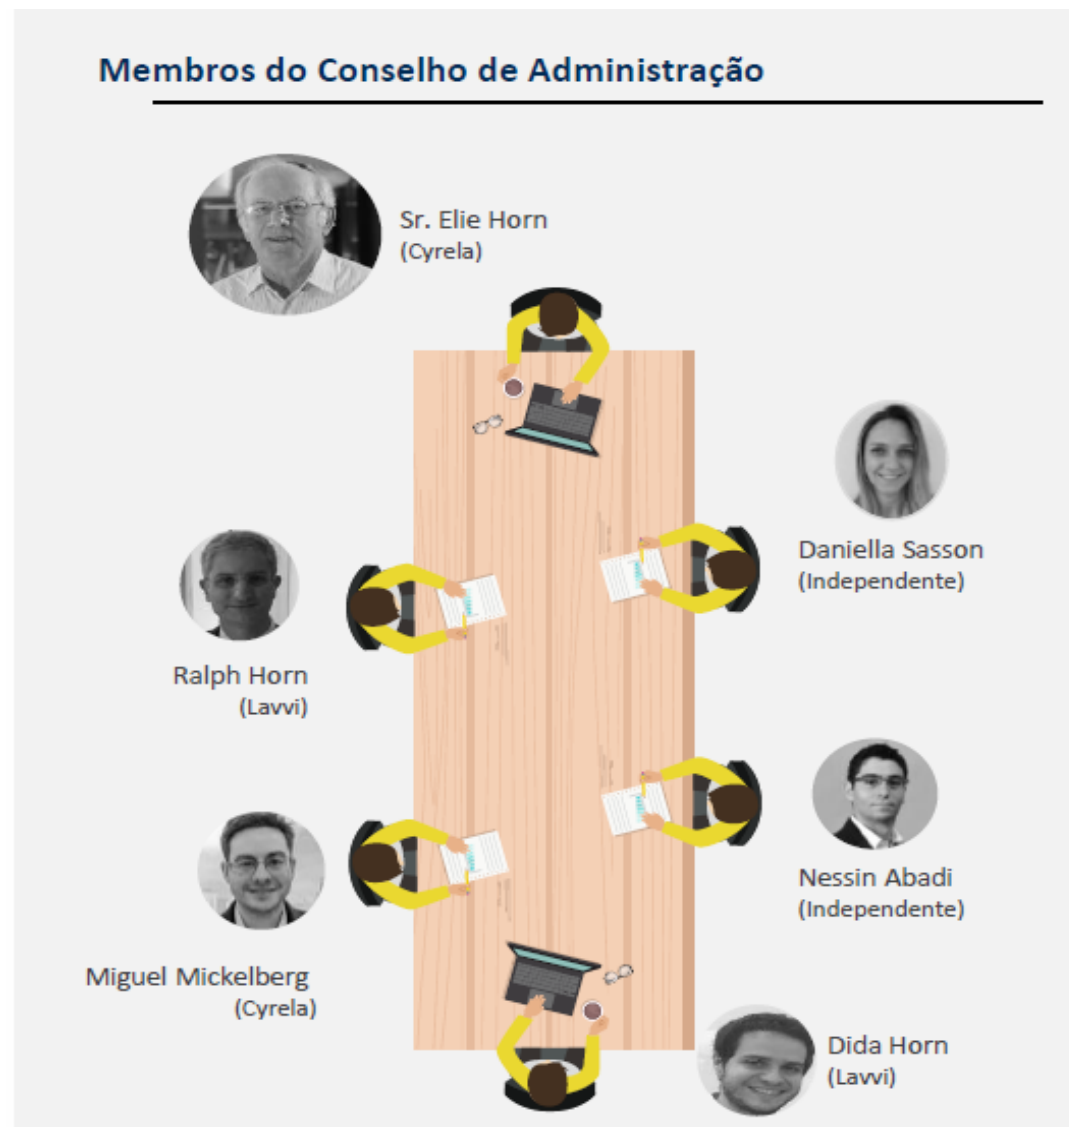 Membros do Conselho de Administração
Sr. Elie Horn
(Cyrela)
Daniella Sasson
(Independente)
Ralph Horn
(Lavvi)
Nessin Abadi
(Independente)
Miguel Mickelberg
(Cyrela)
Dida Horn
(Lavvi)